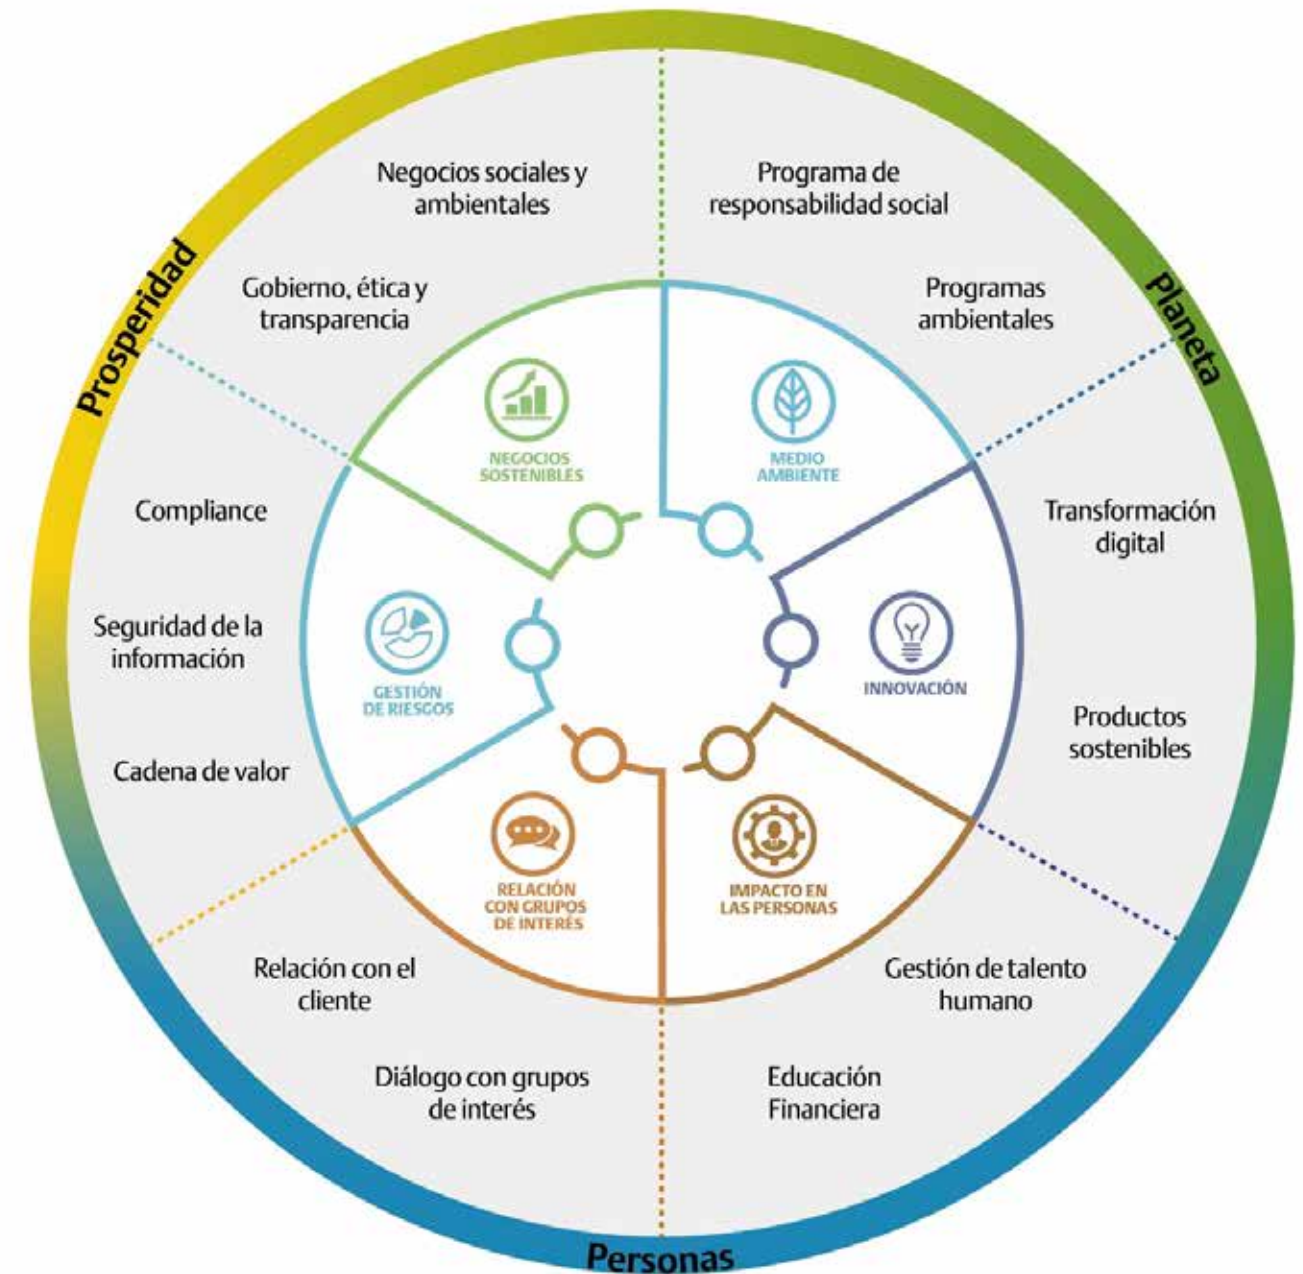 Negocios sociales y
ambientales
Programa de
responsabilidad social
Prosperidad
Gobierno, ética y
transparencia
Programas
ambientales
Planeta
NEGOCIOS
SOSTENIBLES
MEDIO
AMBIENTE
Compliance
Transformación
digital
Seguridad de la
información
GESTIÓN
DE RIESGOS
INNOVACIÓN
Cadena de valor
Productos
sostenibles
RELACIÓN
CON GRUPOS
DE INTERÉS
IMPACTO EN
LAS PERSONAS
Relación con el
cliente
Gestión de talento
humano
Diálogo con grupos
de interés
Educación
Financiera
Personas